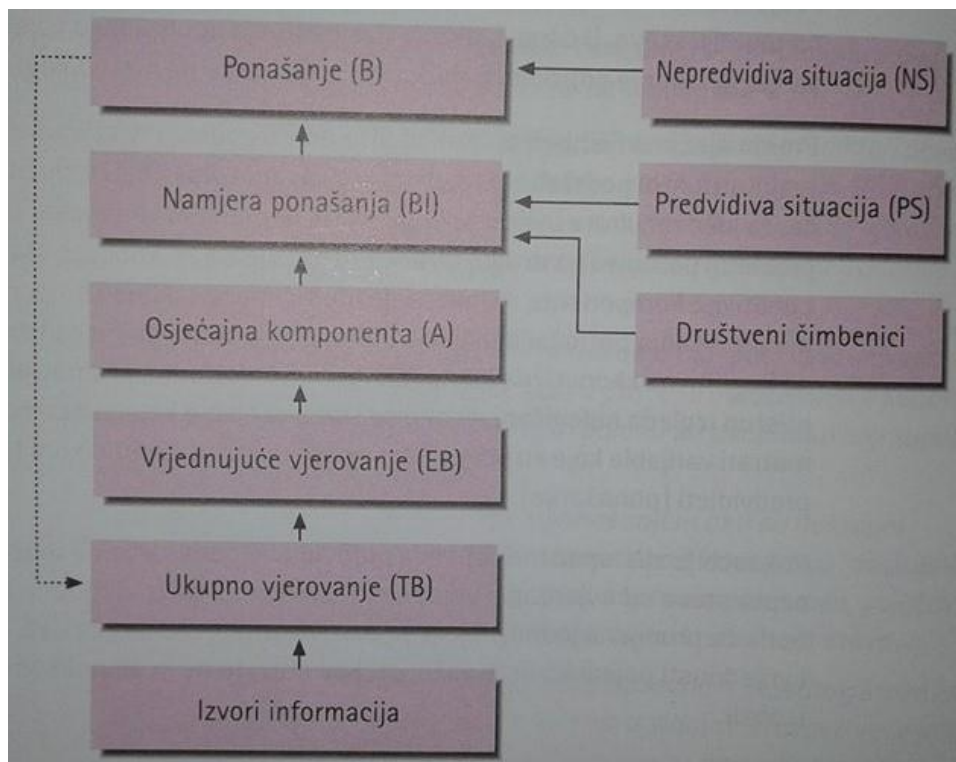 Ponašanje (B)
Nepredvidiva situacija (NS)
Namjera ponašanja (BI)
Predvidiva situacija (PS)
Osjećajna komponenta (A)
Društveni čimbenici
Vrjednujuće vjerovanje (EB)
Ukupno vjerovanje (TB)
Izvori informacija